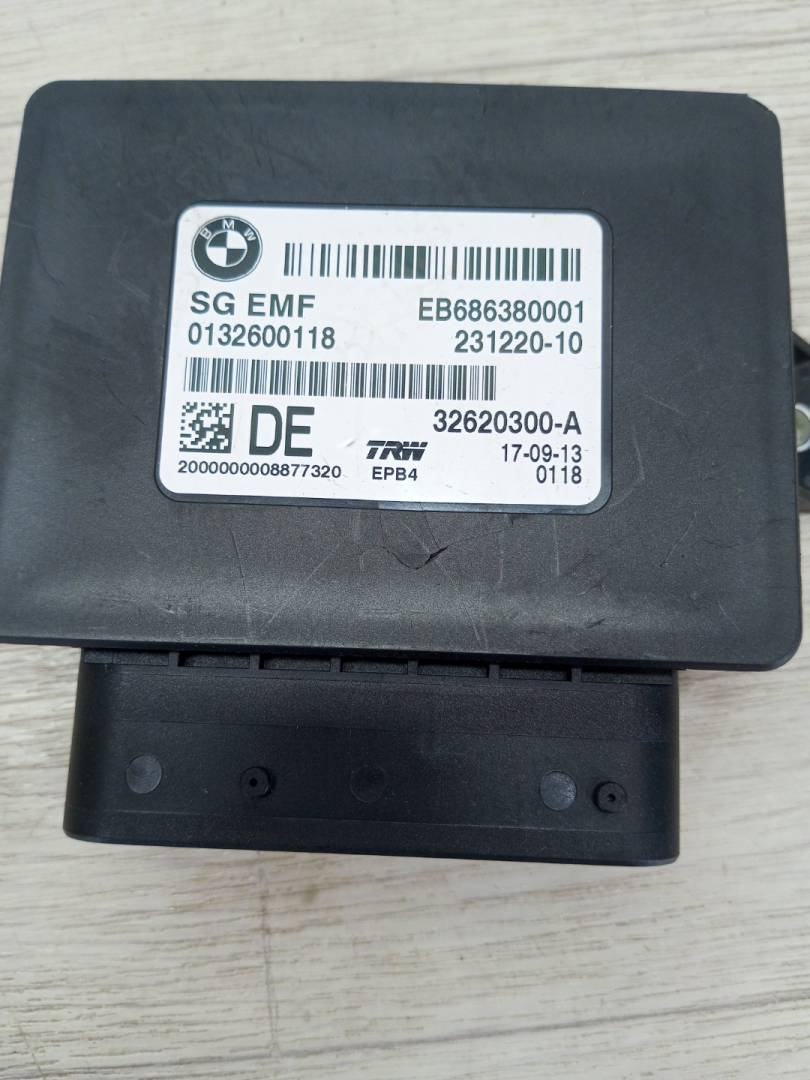 BMW
SG EMF EB686380001
0132600118 231220-10
DE 32620300-A
TRW 17-09-13
2000000008877320 EPB4 0118